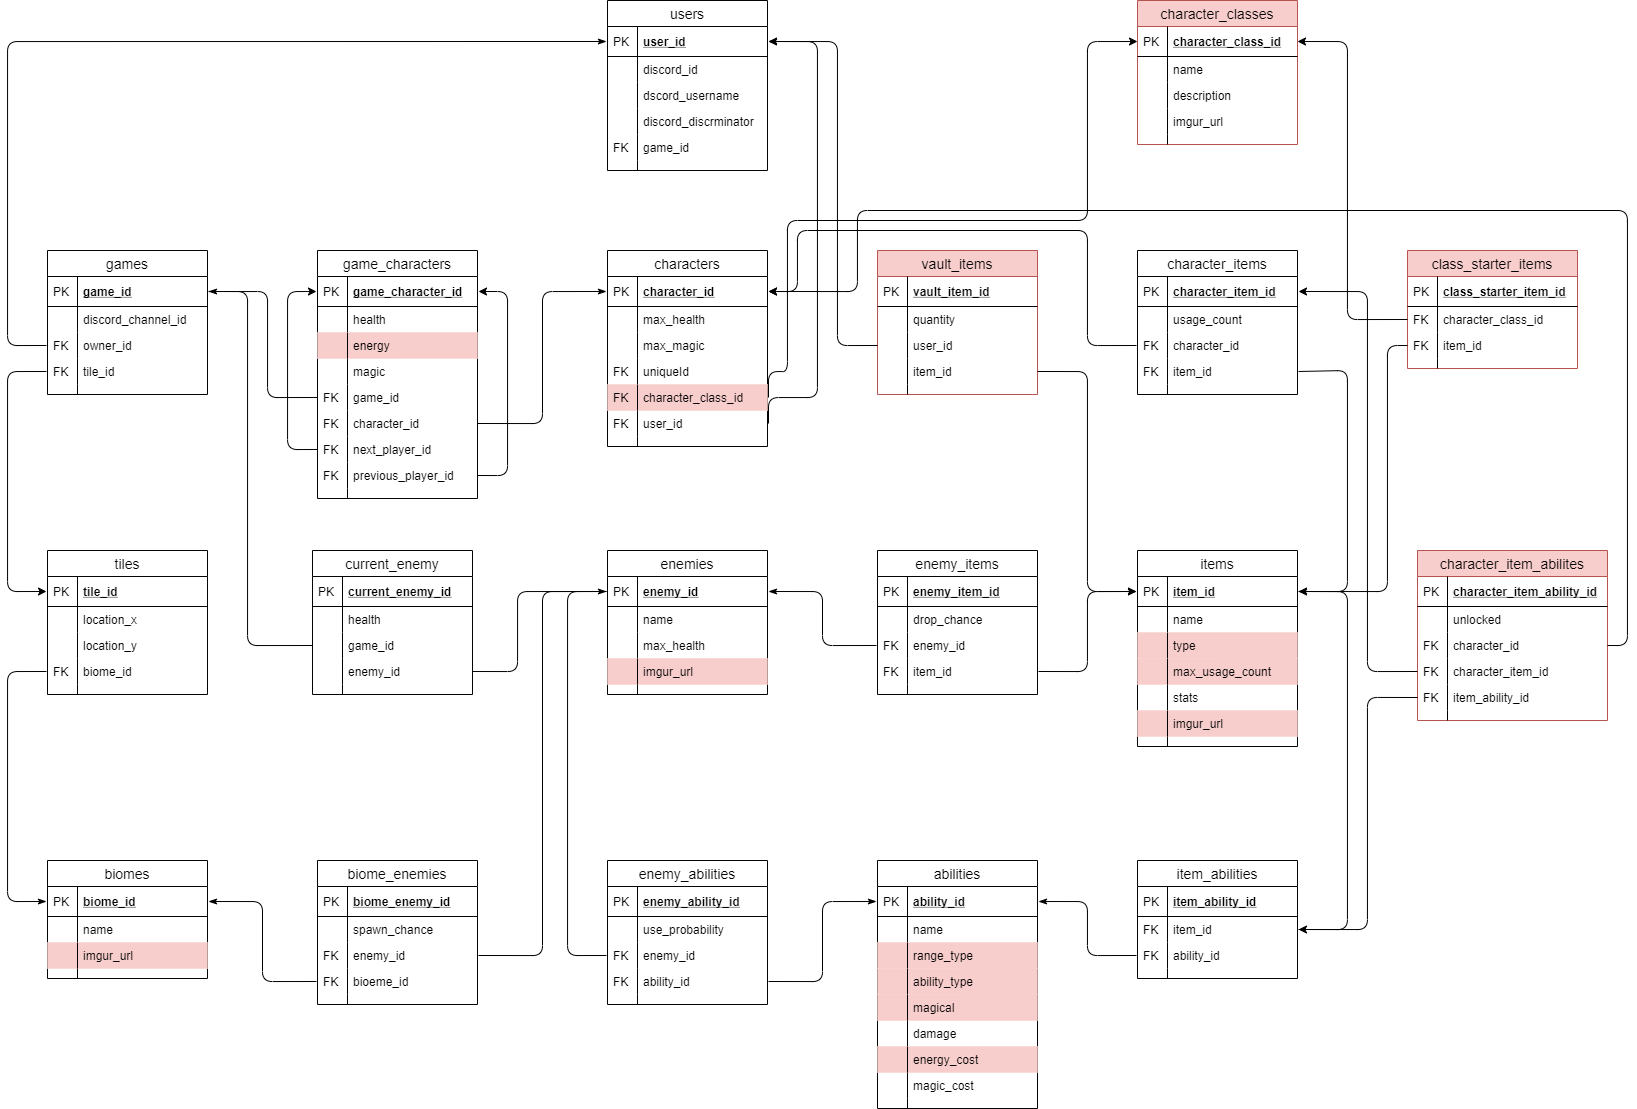 users
PK user_id
discord_id
dscord_username
discord_discrminator
FK game_id
character_classes
PK character_class_id
name
description
imgur_url
games
PK game_id
discord_channel_id
FK owner_id
FK tile_id
game_characters
PK game_character_id
health
energy
magic
FK game_id
FK character_id
FK next_player_id
FK previous_player_id
characters
PK character_id
max_health
max_magic
FK uniqueId
FK character_class_id
FK user_id
vault_items
PK vault_item_id
quantity
user_id
item_id
character_items
PK character_item_id
usage_count
FK character_id
FK item_id
class_starter_items
PK class_starter_item_id
FK character_class_id
FK item_id
tiles
PK tile_id
location_x
location_y
FK biome_id
current_enemy
PK current_enemy_id
health
game_id
enemy_id
enemies
PK enemy_id
name
max_health
imgur_url
enemy_items
PK enemy_item_id
drop_chance
FK enemy_id
FK item_id
items
PK item_id
name
type
max_usage_count
stats
imgur_url
character_item_abilites
PK character_item_ability_id
unlocked
FK character_id
FK character_item_id
FK item_ability_id
biomes
PK biome_id
name
imgur_url
biome_enemies
PK biome_enemy_id
spawn_chance
FK enemy_id
FK bioeme_id
enemy_abilities
PK enemy_ability_id
use_probability
FK enemy_id
FK ability_id
abilities
PK ability_id
name
range_type
ability_type
magical
damage
energy_cost
magic_cost
item_abilities
PK item_ability_id
FK item_id
FK ability_id